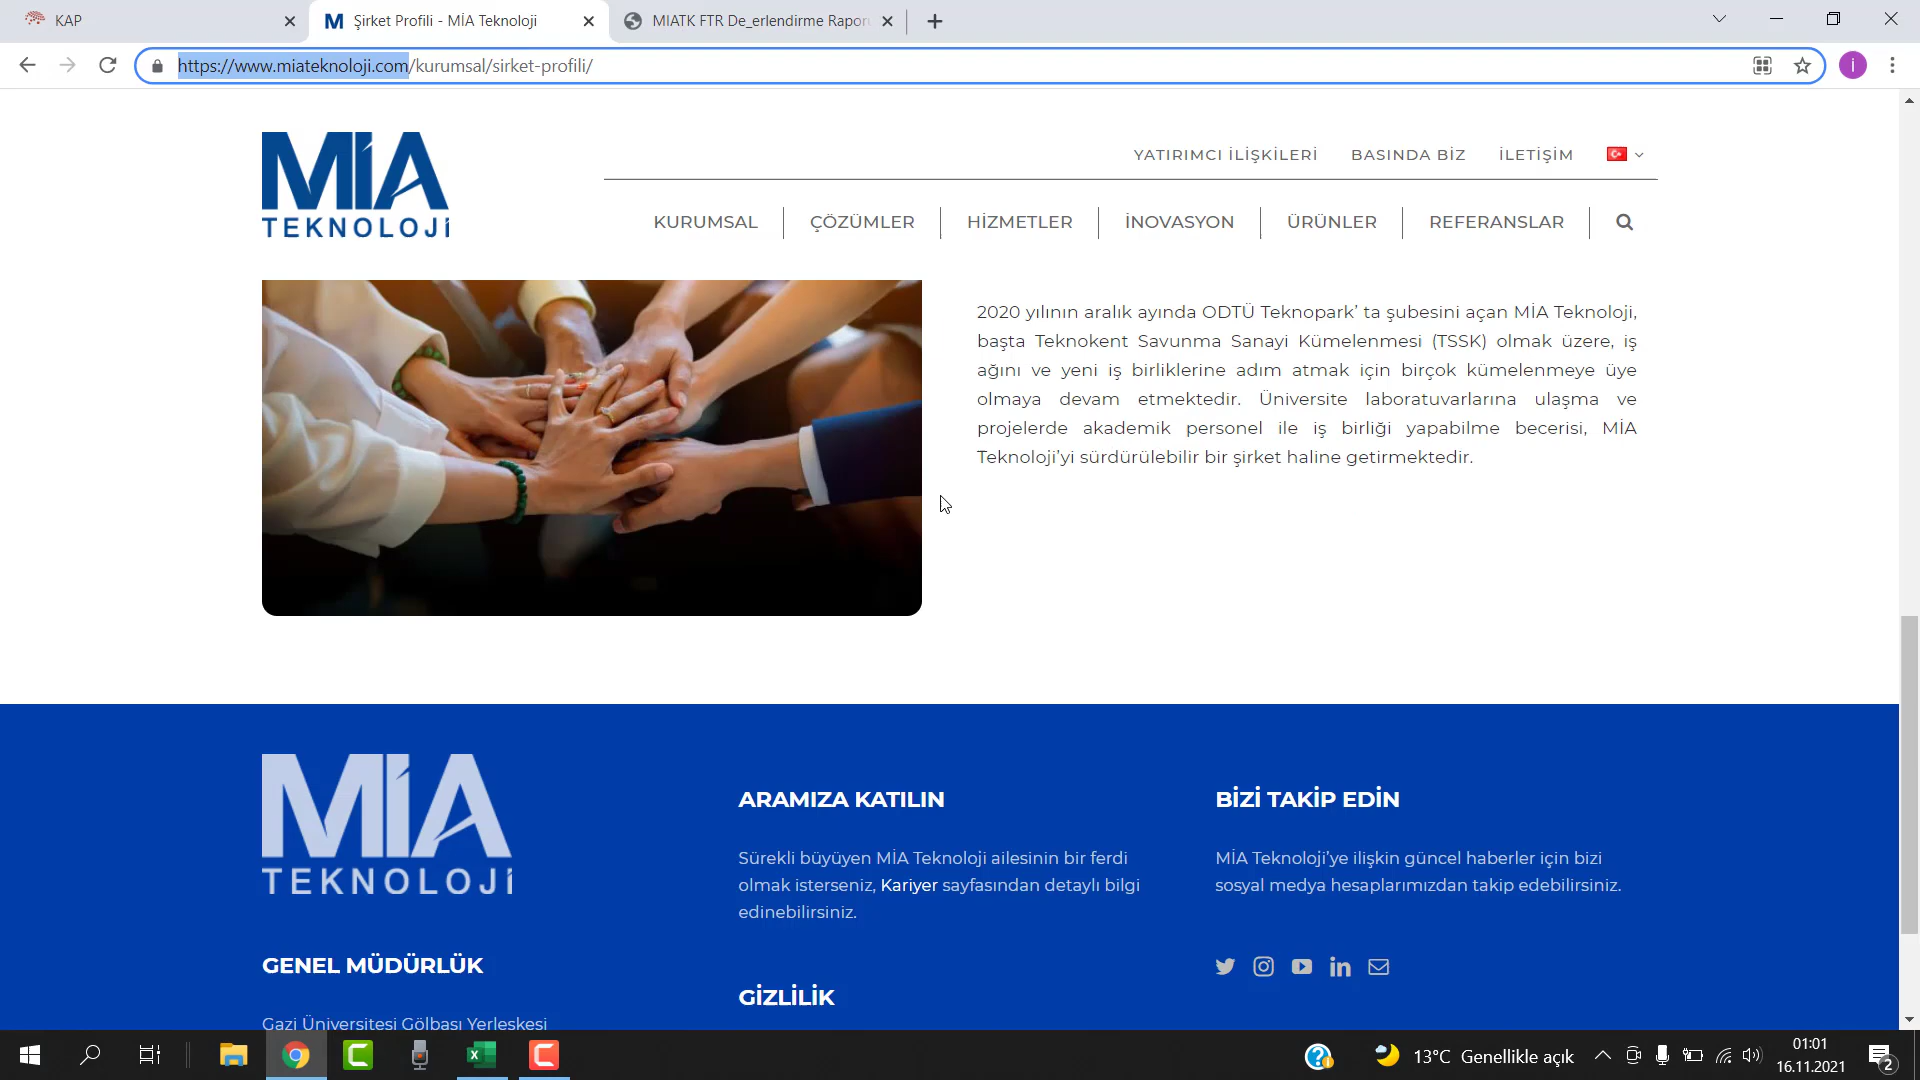 KAP
Şirket Profili - MİA Teknoloji
MIATK FTR De_erlendirme Raporu
https://www.miateknoloji.com/kurumsal/sirket-profili/
i
MİA
TEKNOLOJİ
YATIRIMCI İLİŞKİLERİ
BASINDA BİZ
İLETİŞİM
KURUMSAL
ÇÖZÜMLER
HİZMETLER
İNOVASYON
ÜRÜNLER
REFERANSLAR
2020 yılının aralık ayında ODTÜ Teknopark’ ta şubesini açan MİA Teknoloji,
başta Teknokent Savunma Sanayi Kümelenmesi (TSSK) olmak üzere, iş
ağını ve yeni iş birliklerine adım atmak için birçok kümelenmeye üye
olmaya devam etmektedir. Üniversite laboratuvarlarına ulaşma ve
projelerde akademik personel ile iş birliği yapabilme becerisi, MİA
Teknoloji’yi sürdürülebilir bir şirket haline getirmektedir.
MİA
TEKNOLOJİ
GENEL MÜDÜRLÜK
Gazi Üniversitesi Gölbaşı Yerleşkesi
ARAMIZA KATILIN
Sürekli büyüyen MİA Teknoloji ailesinin bir ferdi
olmak isterseniz, Kariyer sayfasından detaylı bilgi
edinebilirsiniz.
GİZLİLİK
BİZİ TAKİP EDİN
MİA Teknoloji’ye ilişkin güncel haberler için bizi
sosyal medya hesaplarımızdan takip edebilirsiniz.
13°C Genellikle açık
01:01
16.11.2021
2